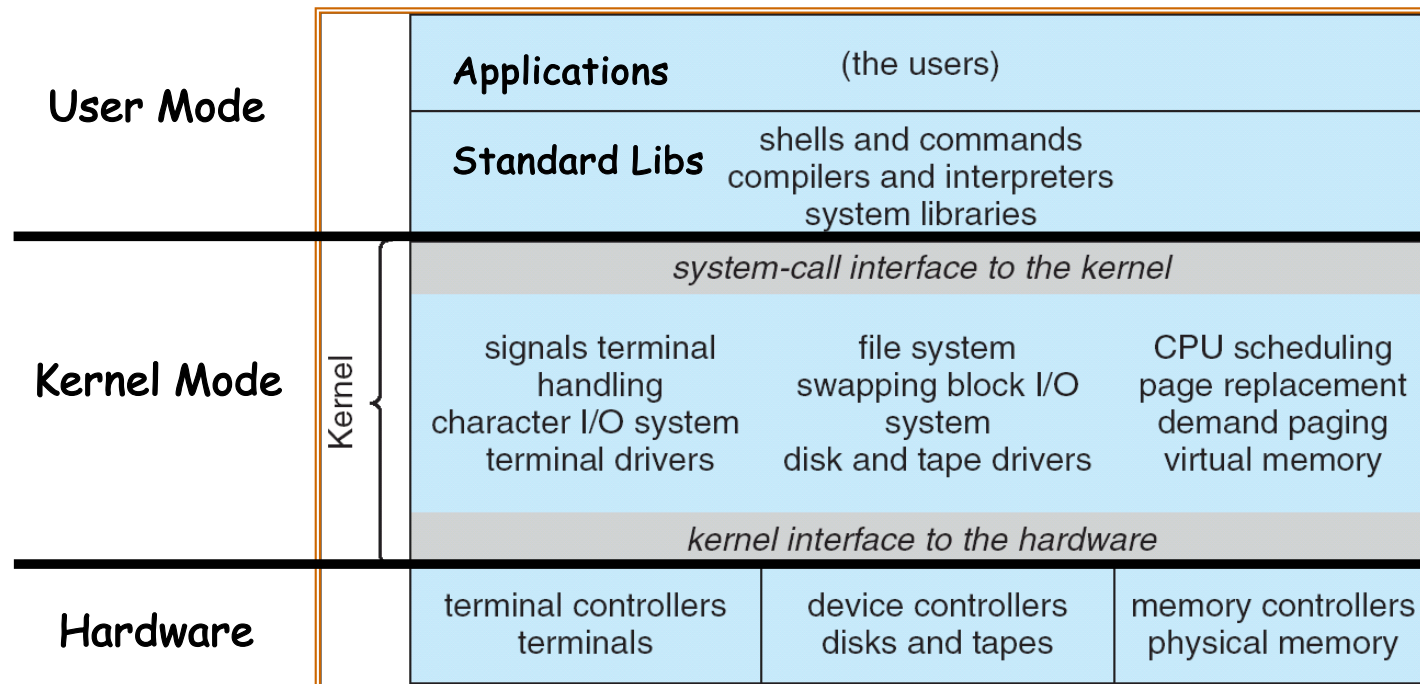 User Mode
Applications
(the users)
Standard Libs
shells and commands
compilers and interpreters
system libraries
Kernel Mode
Kernel
system-call interface to the kernel
signals terminal
handling
character I/O system
terminal drivers
file system
swapping block I/O
system
disk and tape drivers
CPU scheduling
page replacement
demand paging
virtual memory
kernel interface to the hardware
Hardware
terminal controllers
terminals
device controllers
disks and tapes
memory controllers
physical memory